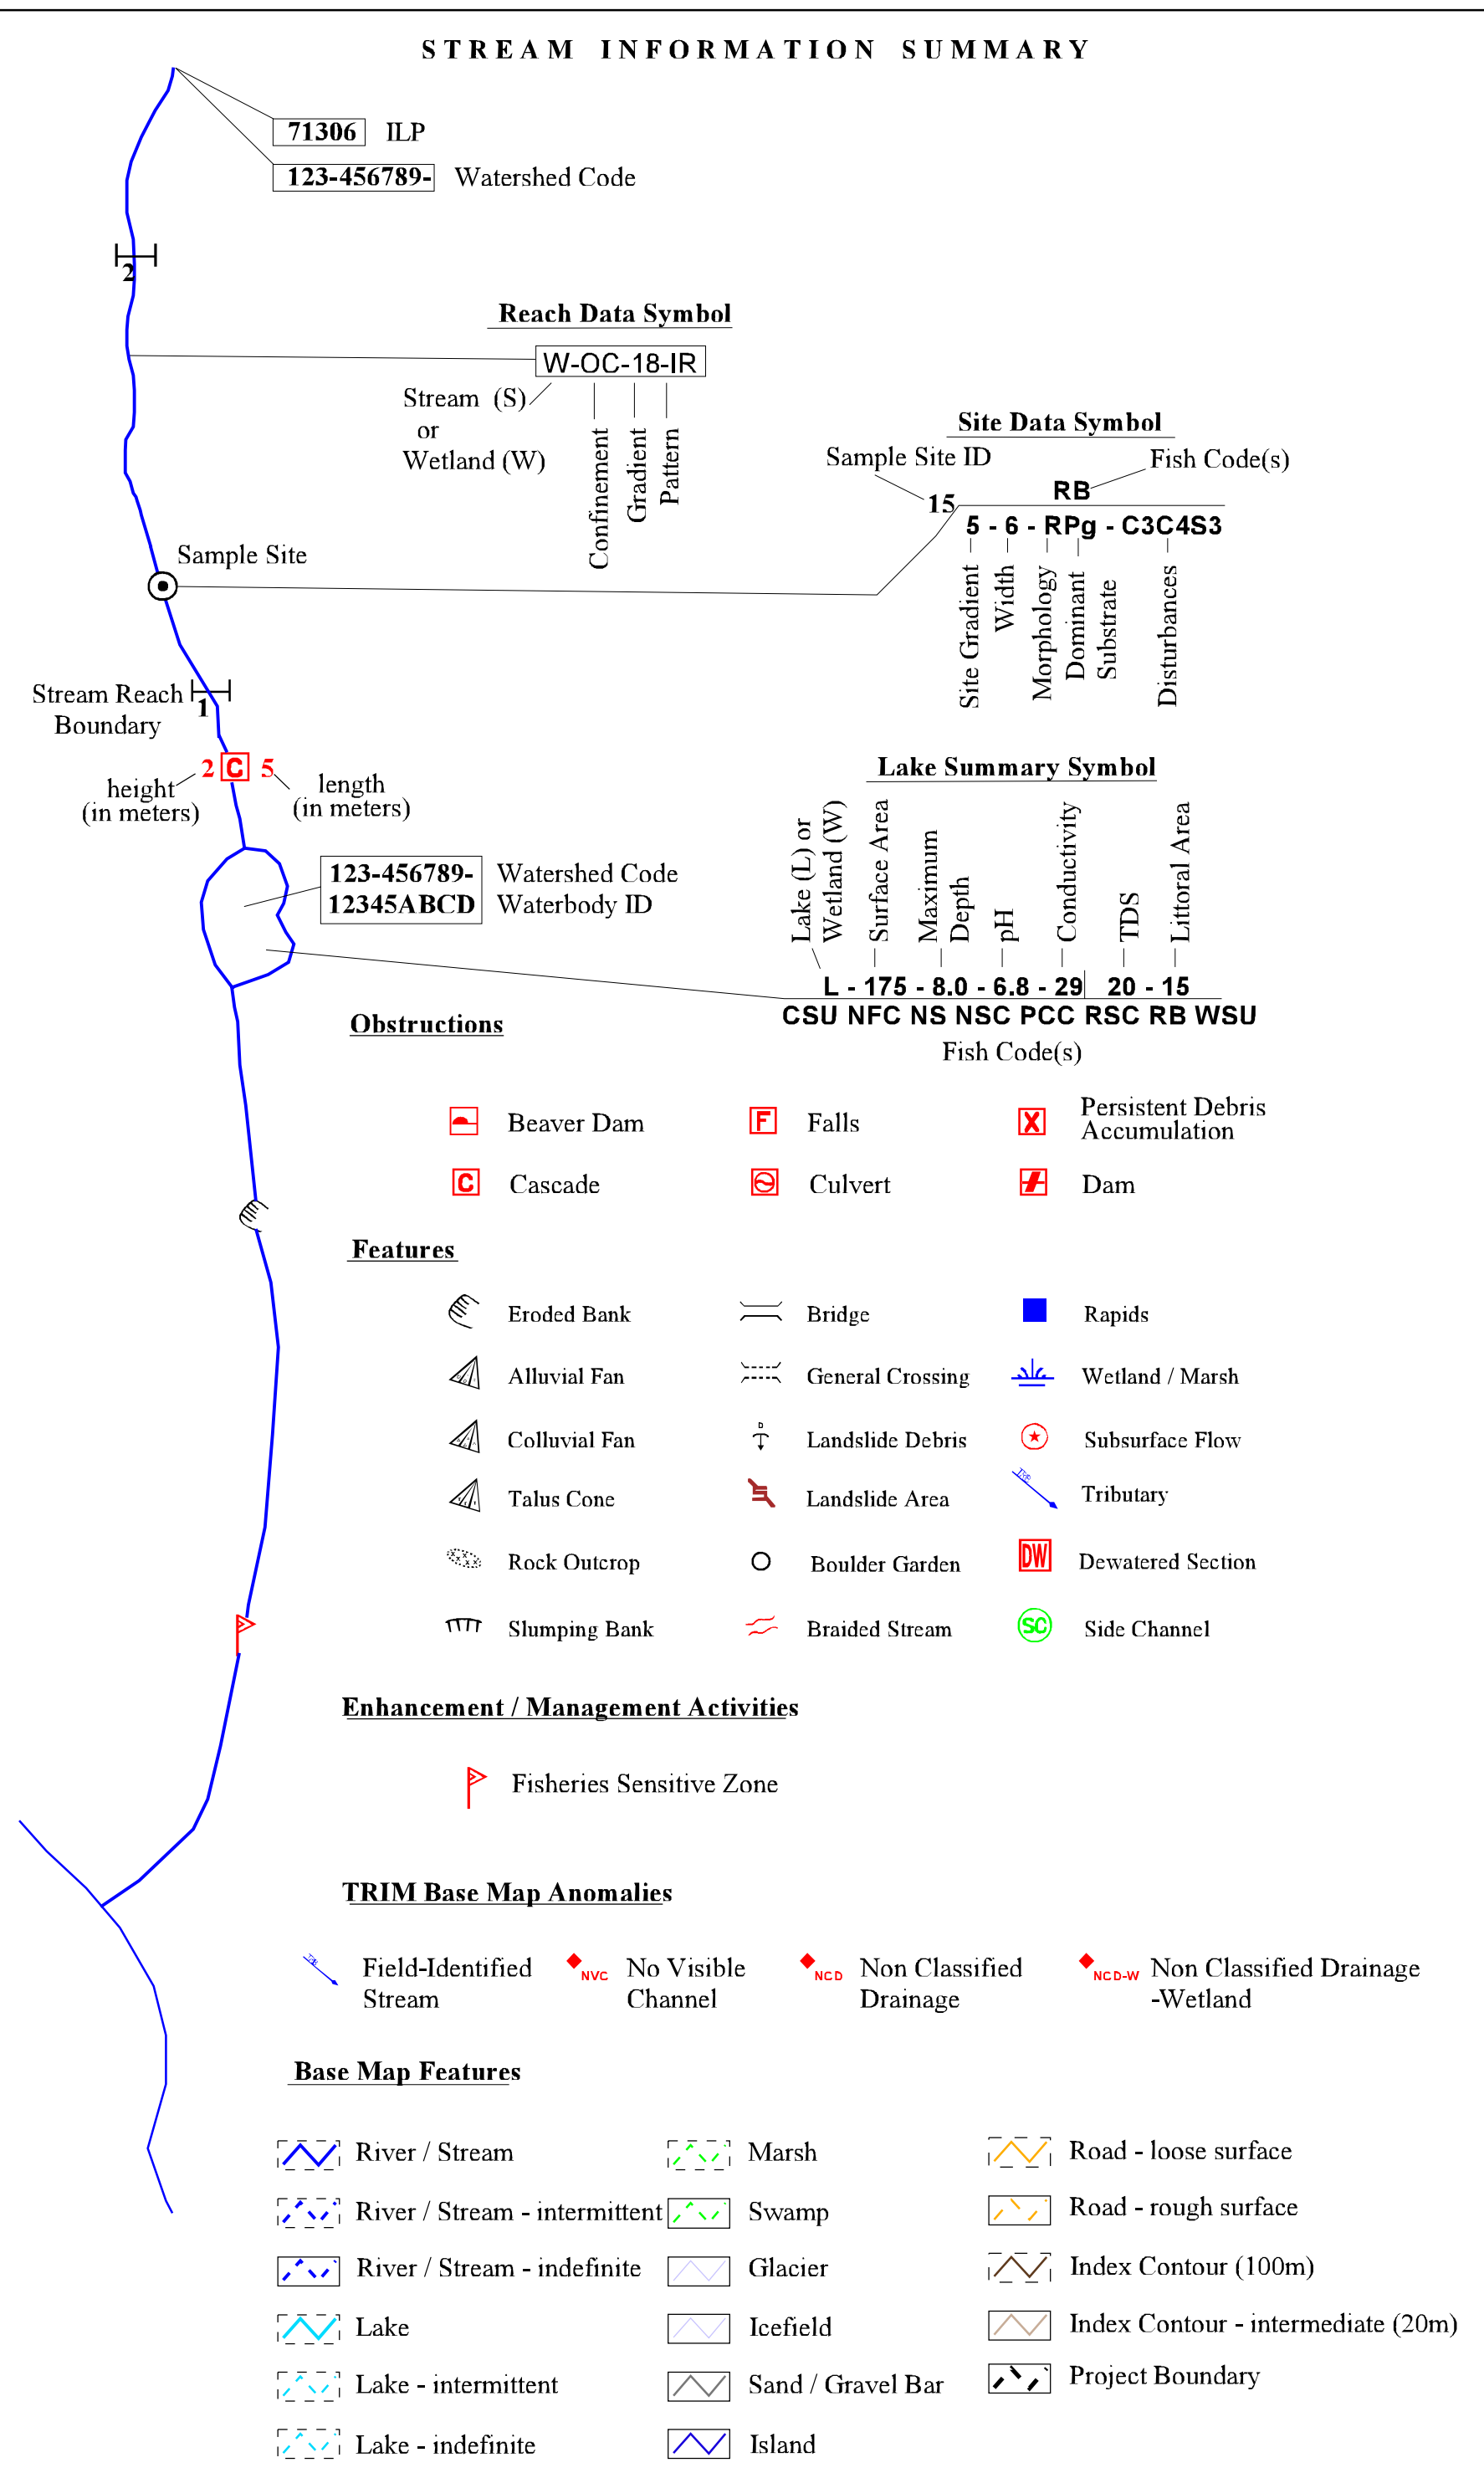 STREAM INFORMATION SUMMARY
71306 ILP
123-456789- Watershed Code
2
Reach Data Symbol
W-OC-18-IR
Stream (S)
or
Wetland (W)
Confinement
Gradient
Pattern
Site Data Symbol
Sample Site ID
Fish Code(s)
RB
15
5 - 6 - RPg - C3C4S3
Site Gradient
Width
Morphology
Dominant
Substrate
Disturbances
Sample Site
Stream Reach
Boundary
1
2 C 5
height
(in meters)
length
(in meters)
123-456789- Watershed Code
12345ABCD Waterbody ID
Lake Summary Symbol
Lake (L) or
Wetland (W)
Surface Area
Maximum
Depth
pH
Conductivity
TDS
Littoral Area
L - 175 - 8.0 - 6.8 - 29 20 - 15
CSU NFC NS NSC PCC RSC RB WSU
Fish Code(s)
Obstructions
Beaver Dam
F Falls
X Persistent Debris
Accumulation
C Cascade
Culvert
Dam
Features
Eroded Bank
Bridge
Rapids
Alluvial Fan
General Crossing
Wetland / Marsh
Colluvial Fan
D Landslide Debris
Subsurface Flow
Talus Cone
Landslide Area
Tributary
Rock Outcrop
Boulder Garden
DW Dewatered Section
Slumping Bank
Braided Stream
SC Side Channel
Enhancement / Management Activities
Fisheries Sensitive Zone
TRIM Base Map Anomalies
Field-Identified
Stream
NVC No Visible
Channel
NCD Non Classified
Drainage
NCD-W Non Classified Drainage
-Wetland
Base Map Features
River / Stream
River / Stream - intermittent
River / Stream - indefinite
Lake
Lake - intermittent
Lake - indefinite
Marsh
Swamp
Glacier
Icefield
Sand / Gravel Bar
Island
Road - loose surface
Road - rough surface
Index Contour (100m)
Index Contour - intermediate (20m)
Project Boundary